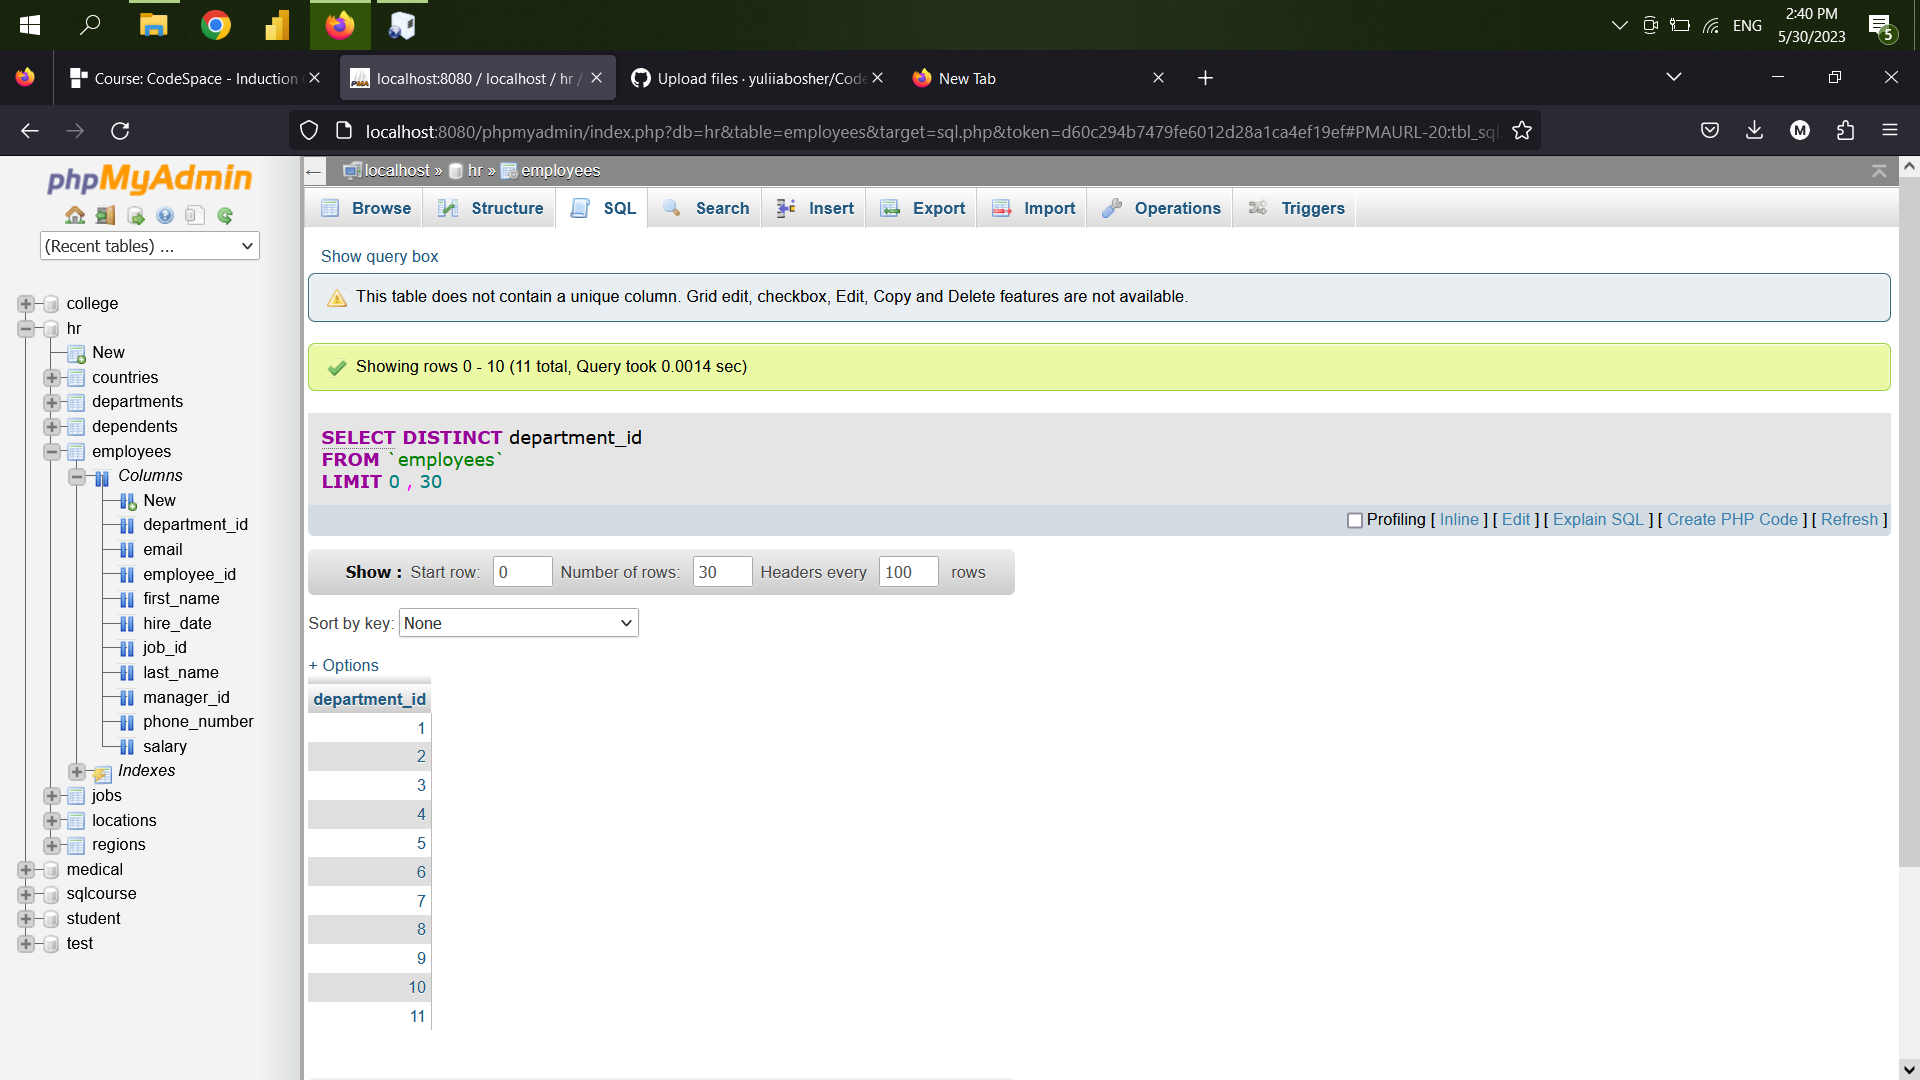 ENG
2:40 PM
5/30/2023
5
Course: CodeSpace - Induction
localhost:8080 / localhost / hr /
Upload files · yuliiabosher/Code
New Tab
localhost:8080/phpmyadmin/index.php?db=hr&table=employees&target=sql.php&token=d60c294b7479fe6012d28a1ca4ef19ef#PMAURL-20:tbl_sql
M
phpMyAdmin
(Recent tables) ...
college
hr
New
countries
departments
dependents
employees
Columns
New
department_id
email
employee_id
first_name
hire_date
job_id
last_name
manager_id
phone_number
salary
Indexes
jobs
locations
regions
medical
sqlcourse
student
test
localhost » hr » employees
Browse Structure SQL Search Insert Export Import Operations Triggers
Show query box
This table does not contain a unique column. Grid edit, checkbox, Edit, Copy and Delete features are not available.
Showing rows 0 - 10 (11 total, Query took 0.0014 sec)
SELECT DISTINCT department_id
FROM `employees`
LIMIT 0 , 30
Profiling [ Inline ] [ Edit ] [ Explain SQL ] [ Create PHP Code ] [ Refresh ]
Show : Start row: 0 Number of rows: 30 Headers every 100 rows
Sort by key: None
+ Options
department_id
1
2
3
4
5
6
7
8
9
10
11